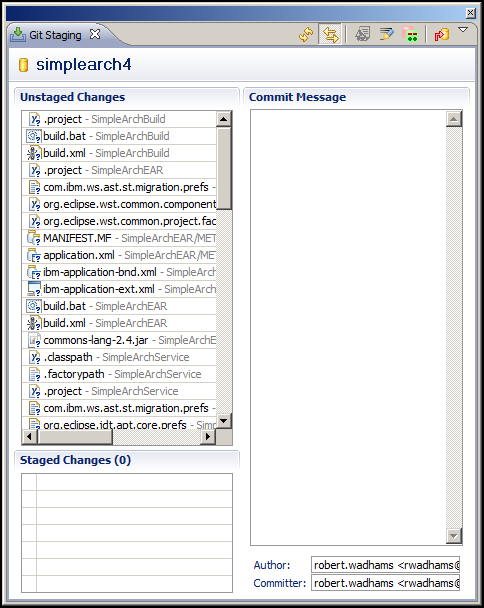 Git Staging
simplearch4
Unstaged Changes
.project - SimpleArchBuild
build.bat - SimpleArchBuild
build.xml - SimpleArchBuild
.project - SimpleArchEAR
com.ibm.ws.ast.st.migration.prefs -
org.eclipse.wst.common.component
org.eclipse.wst.common.project.fac
MANIFEST.MF - SimpleArchEAR/MET
application.xml - SimpleArchEAR/MET
ibm-application-bnd.xml - SimpleArch
ibm-application-ext.xml - SimpleArch
build.bat - SimpleArchEAR
build.xml - SimpleArchEAR
commons-lang-2.4.jar - SimpleArchE
.classpath - SimpleArchService
.factorypath - SimpleArchService
.project - SimpleArchService
com.ibm.ws.ast.st.migration.prefs -
org.eclipse.jdt.apt.core.prefs - Sim
Staged Changes (0)
Commit Message
Author: robert.wadhams <rwadhams@
Committer: robert.wadhams <rwadhams@